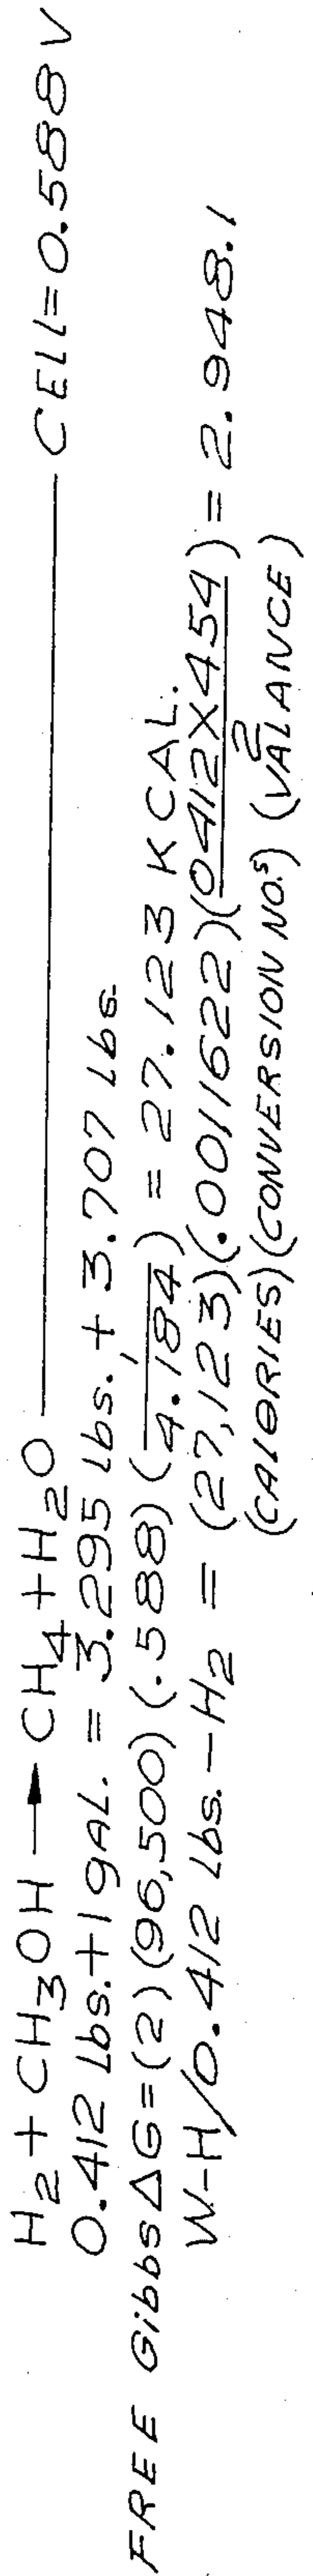 H₂ + CH₃OH → CH₄ + H₂O — CELL = 0.588 V
0.412 lbs. + 1 gAL. = 3.295 lbs. + 3.707 lbs.
FREE Gibbs ΔG = (2) (96,500) (.588) (1/4.184) = 27.123 KCAL.
W-H/0.412 lbs. - H₂ = (27,123)(.0011622)(0412X454/2) = 2.948.1
(CALORIES) (CONVERSION NO.ˢ) (VALANCE)